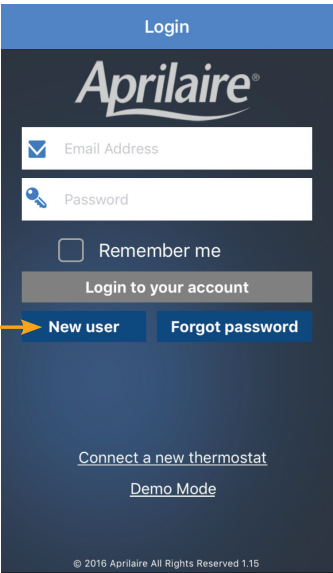 Login
Aprilaire®
Email Address
Password
Remember me
Login to your account
New user
Forgot password
Connect a new thermostat
Demo Mode
© 2016 Aprilaire All Rights Reserved 1.15